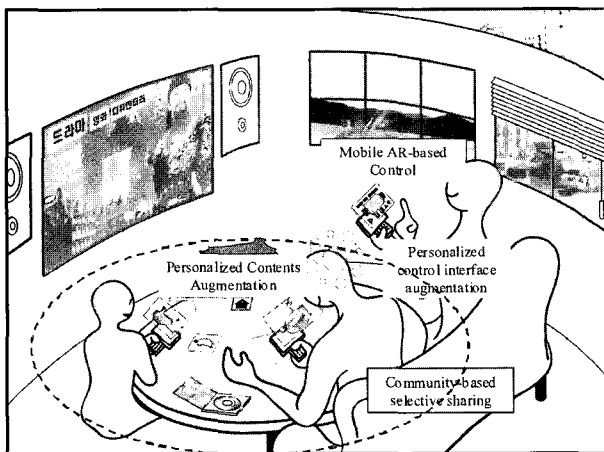 드라마
Mobile AR-based
Control
Personalized Contents
Augmentation
Personalized
control interface
augmentation
Community-based
selective sharing